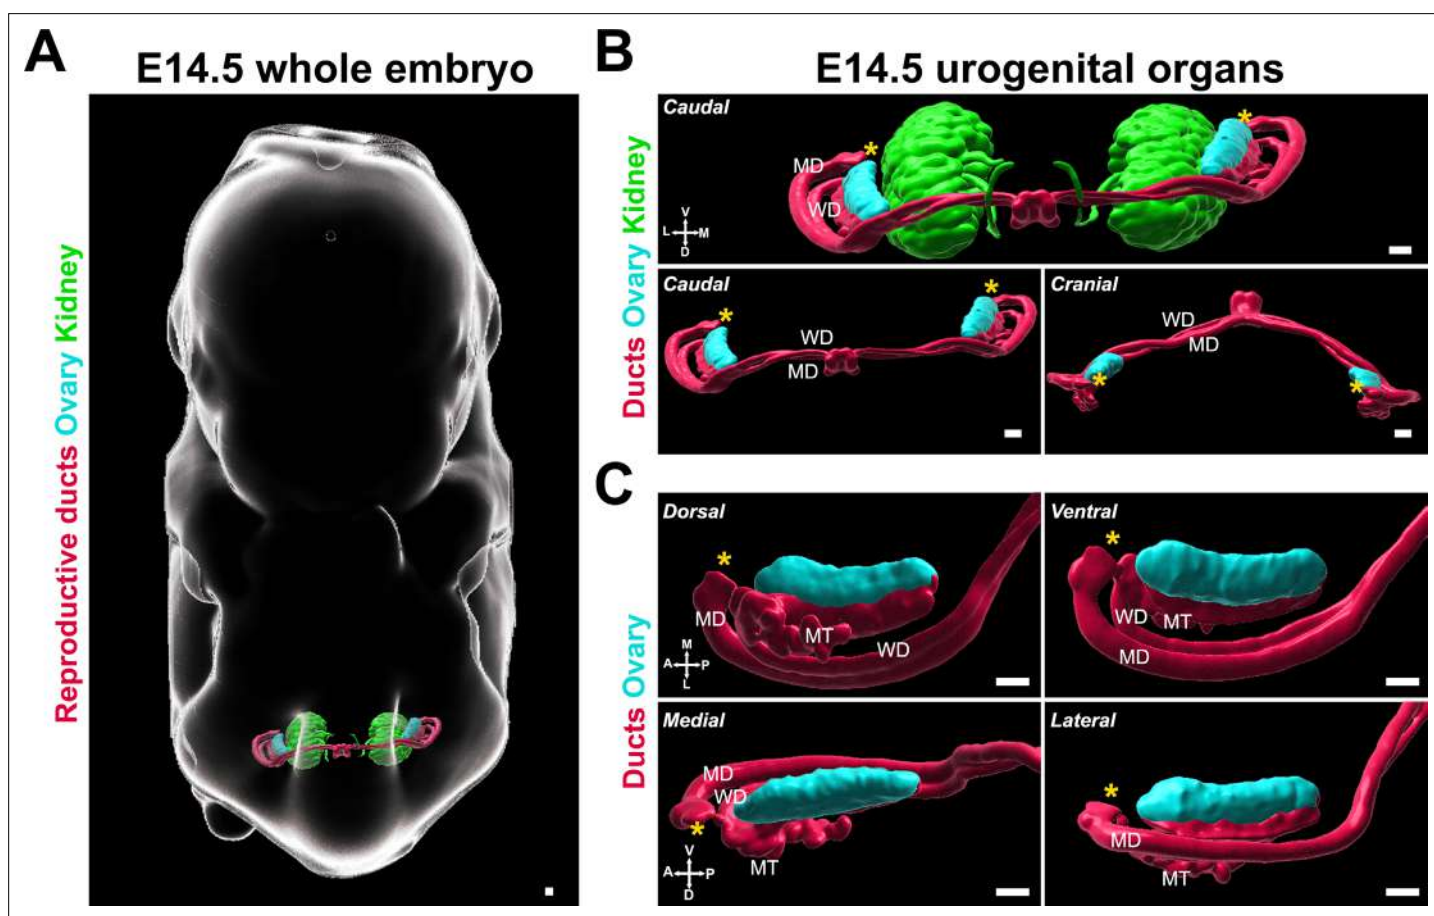 A
E14.5 whole embryo
Reproductive ducts Ovary Kidney
B
E14.5 urogenital organs
Ducts Ovary Kidney
Caudal
*
*
MD
WD
V
L M
D
Caudal
*
*
WD
MD
Cranial
WD
MD
*
*
C
Ducts Ovary
Dorsal
*
MD
MT
WD
M
A P
L
Ventral
*
WD
MT
MD
Medial
MD
WD
*
MT
V
A P
D
Lateral
*
MD
MT